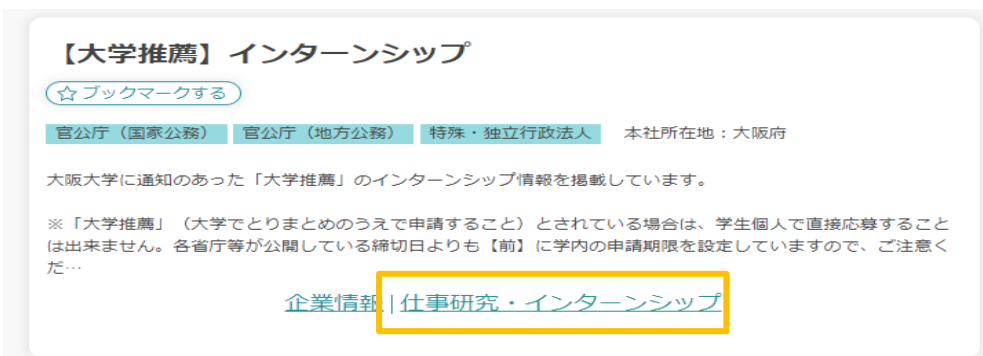 【大学推薦】インターンシップ
☆ブックマークする
官公庁（国家公務） 官公庁（地方公務） 特殊・独立行政法人 本社所在地：大阪府
大阪大学に通知のあった「大学推薦」のインターンシップ情報を掲載しています。
※「大学推薦」（大学でとりまとめのうえで申請すること）とされている場合は、学生個人で直接応募すること
は出来ません。各省庁等が公開している締切日よりも【前】に学内の申請期限を設定していますので、ご注意く
だ…
企業情報|仕事研究・インターンシップ